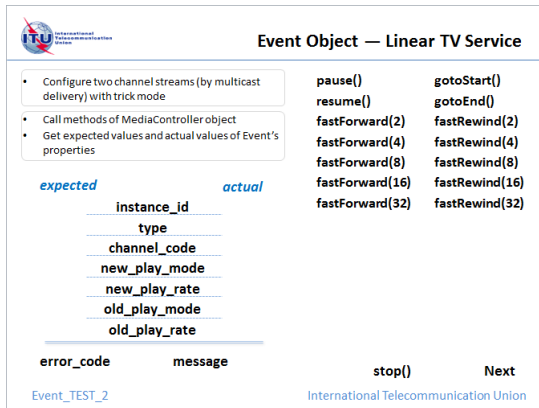 ITU International
Telecommunication
Union
Event Object — Linear TV Service
• Configure two channel streams (by multicast
delivery) with trick mode
• Call methods of MediaController object
• Get expected values and actual values of Event's
properties
expected actual
instance_id
type
channel_code
new_play_mode
new_play_rate
old_play_mode
old_play_rate
error_code message
pause() gotoStart()
resume() gotoEnd()
fastForward(2) fastRewind(2)
fastForward(4) fastRewind(4)
fastForward(8) fastRewind(8)
fastForward(16) fastRewind(16)
fastForward(32) fastRewind(32)
stop() Next
Event_TEST_2 International Telecommunication Union